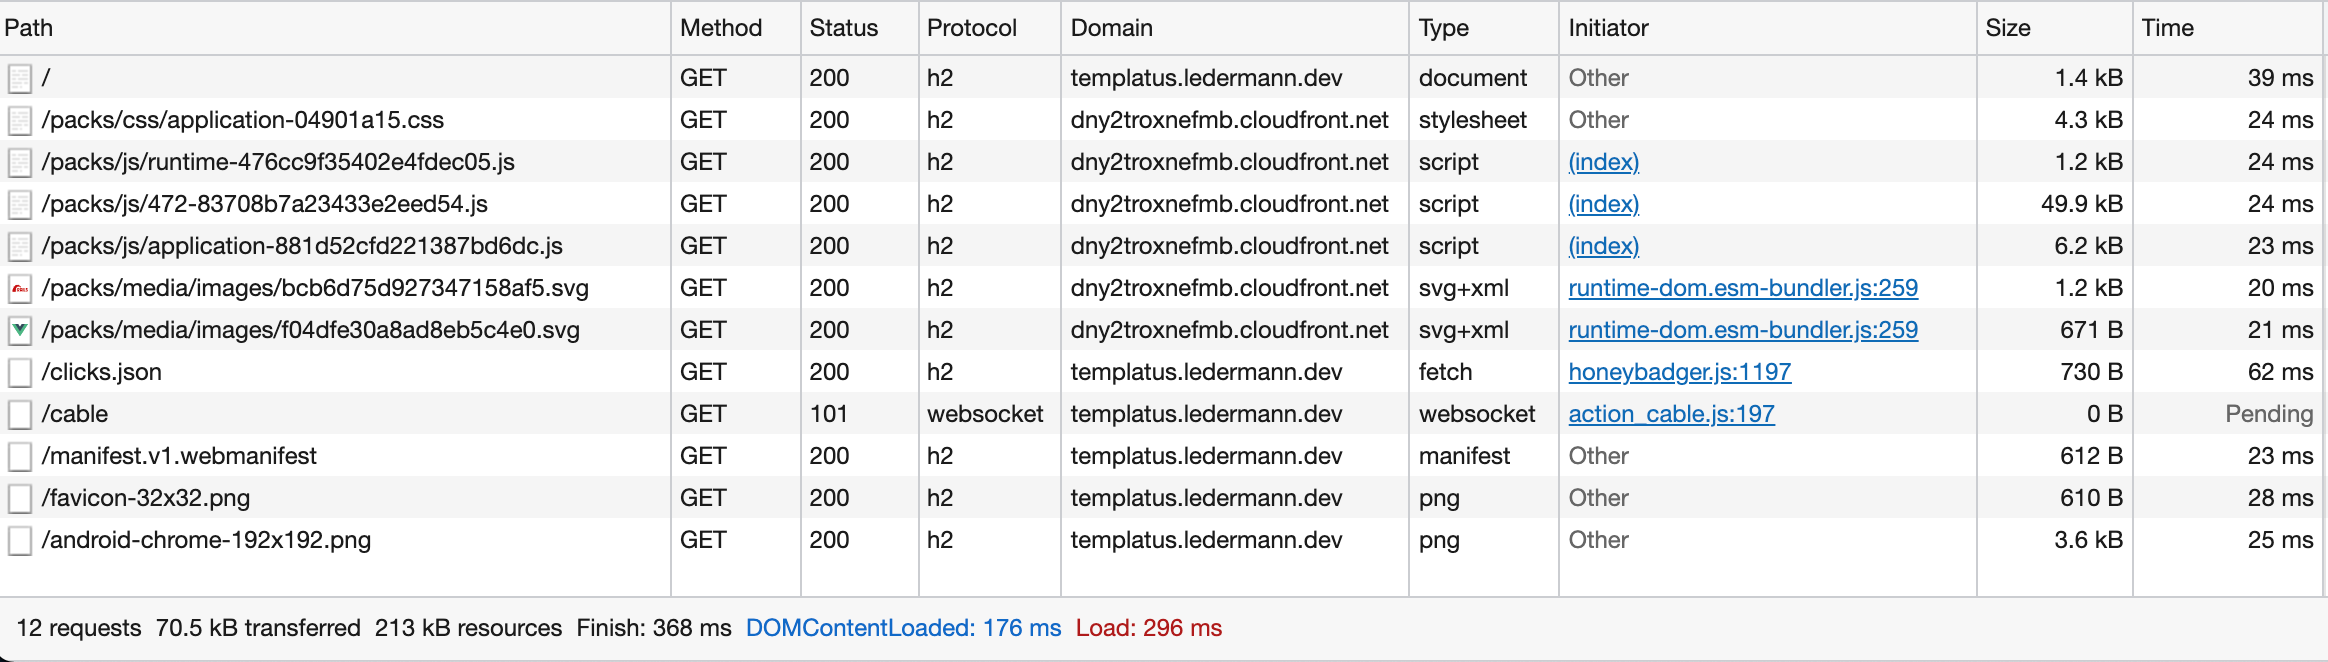 Path Method Status Protocol Domain Type Initiator Size Time
/ GET 200 h2 templatus.ledermann.dev document Other 1.4 kB 39 ms
/packs/css/application-04901a15.css GET 200 h2 dny2troxnefmb.cloudfront.net stylesheet Other 4.3 kB 24 ms
/packs/js/runtime-476cc9f35402e4fdec05.js GET 200 h2 dny2troxnefmb.cloudfront.net script (index) 1.2 kB 24 ms
/packs/js/472-83708b7a23433e2eed54.js GET 200 h2 dny2troxnefmb.cloudfront.net script (index) 49.9 kB 24 ms
/packs/js/application-881d52cfd221387bd6dc.js GET 200 h2 dny2troxnefmb.cloudfront.net script (index) 6.2 kB 23 ms
/packs/media/images/bcb6d75d927347158af5.svg GET 200 h2 dny2troxnefmb.cloudfront.net svg+xml runtime-dom.esm-bundler.js:259 1.2 kB 20 ms
/packs/media/images/f04dfe30a8ad8eb5c4e0.svg GET 200 h2 dny2troxnefmb.cloudfront.net svg+xml runtime-dom.esm-bundler.js:259 671 B 21 ms
/clicks.json GET 200 h2 templatus.ledermann.dev fetch honeybadger.js:1197 730 B 62 ms
/cable GET 101 websocket templatus.ledermann.dev websocket action_cable.js:197 0 B Pending
/manifest.v1.webmanifest GET 200 h2 templatus.ledermann.dev manifest Other 612 B 23 ms
/favicon-32x32.png GET 200 h2 templatus.ledermann.dev png Other 610 B 28 ms
/android-chrome-192x192.png GET 200 h2 templatus.ledermann.dev png Other 3.6 kB 25 ms
12 requests 70.5 kB transferred 213 kB resources Finish: 368 ms DOMContentLoaded: 176 ms Load: 296 ms